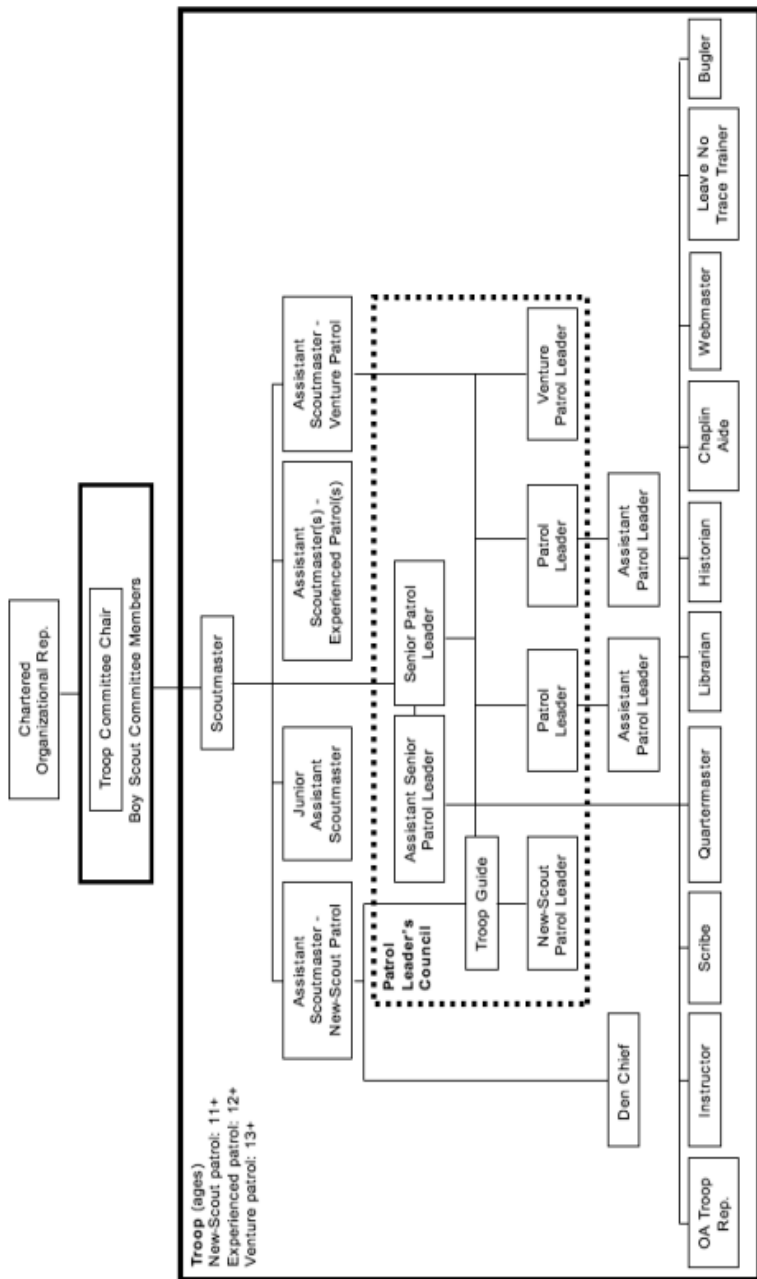 Chartered
Organizational Rep.
Troop Committee Chair
Boy Scout Committee Members
Troop (ages)
New-Scout patrol: 11+
Experienced patrol: 12+
Venture patrol: 13+
Scoutmaster
Assistant
Scoutmaster -
New-Scout Patrol
Junior
Assistant
Scoutmaster
Assistant
Scoutmaster(s) -
Experienced Patrol(s)
Assistant
Scoutmaster -
Venture Patrol
Patrol
Leader's
Council
Assistant Senior
Patrol Leader
Senior Patrol
Leader
Troop Guide
New-Scout
Patrol Leader
Patrol
Leader
Patrol
Leader
Venture
Patrol Leader
Den Chief
Assistant
Patrol Leader
Assistant
Patrol Leader
OA Troop
Rep.
Instructor
Scribe
Quartermaster
Librarian
Historian
Chaplin
Aide
Webmaster
Leave No
Trace Trainer
Bugler